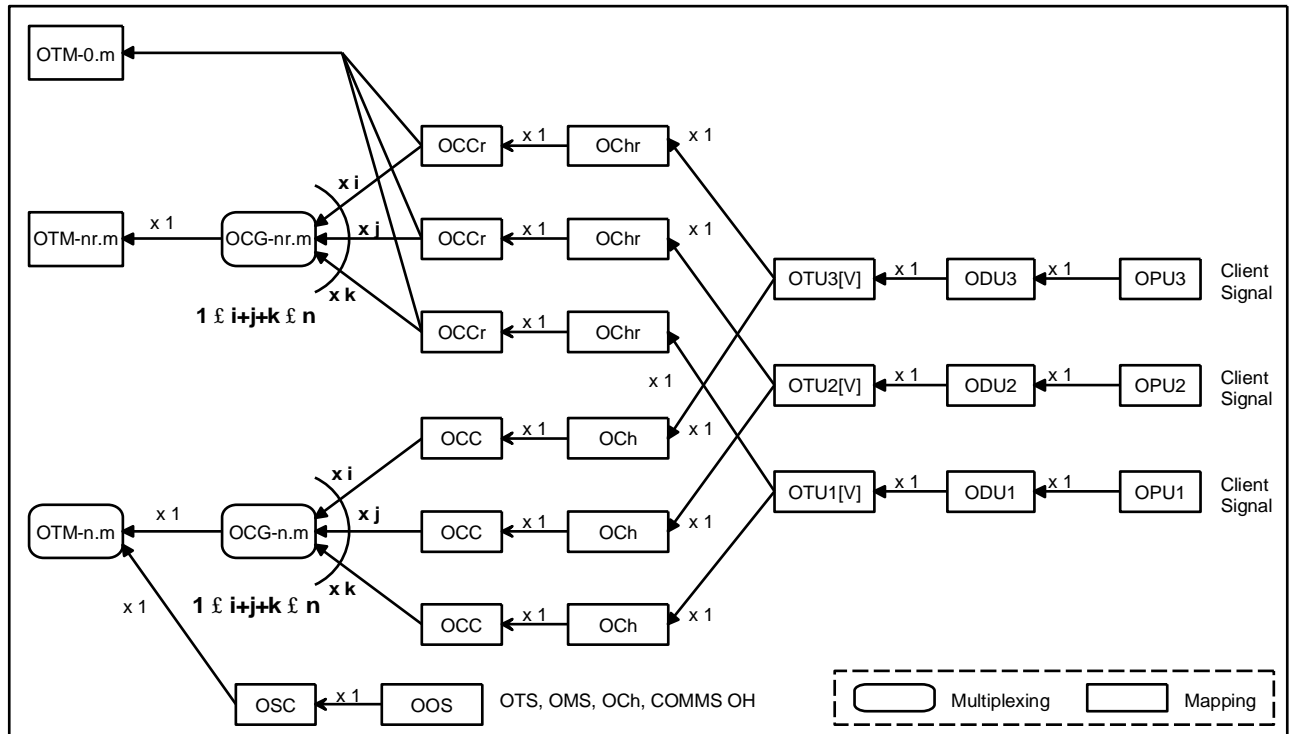 OTM-0.m
OCCr x 1 OChr x 1
x i
OTM-nr.m x 1 OCG-nr.m x j OCCr x 1 OChr x 1
x k
1 £ i+j+k £ n
OCCr x 1 OChr x 1
OTU3[V] x 1 ODU3 x 1 OPU3 Client
Signal
x 1
OTU2[V] x 1 ODU2 x 1 OPU2 Client
Signal
OCC x 1 OCh x 1
x i
OTU1[V] x 1 ODU1 x 1 OPU1 Client
Signal
OTM-n.m x 1 OCG-n.m x j OCC x 1 OCh x 1
x k
x 1 1 £ i+j+k £ n
OCC x 1 OCh x 1
OSC x 1 OOS OTS, OMS, OCh, COMMS OH
Multiplexing Mapping